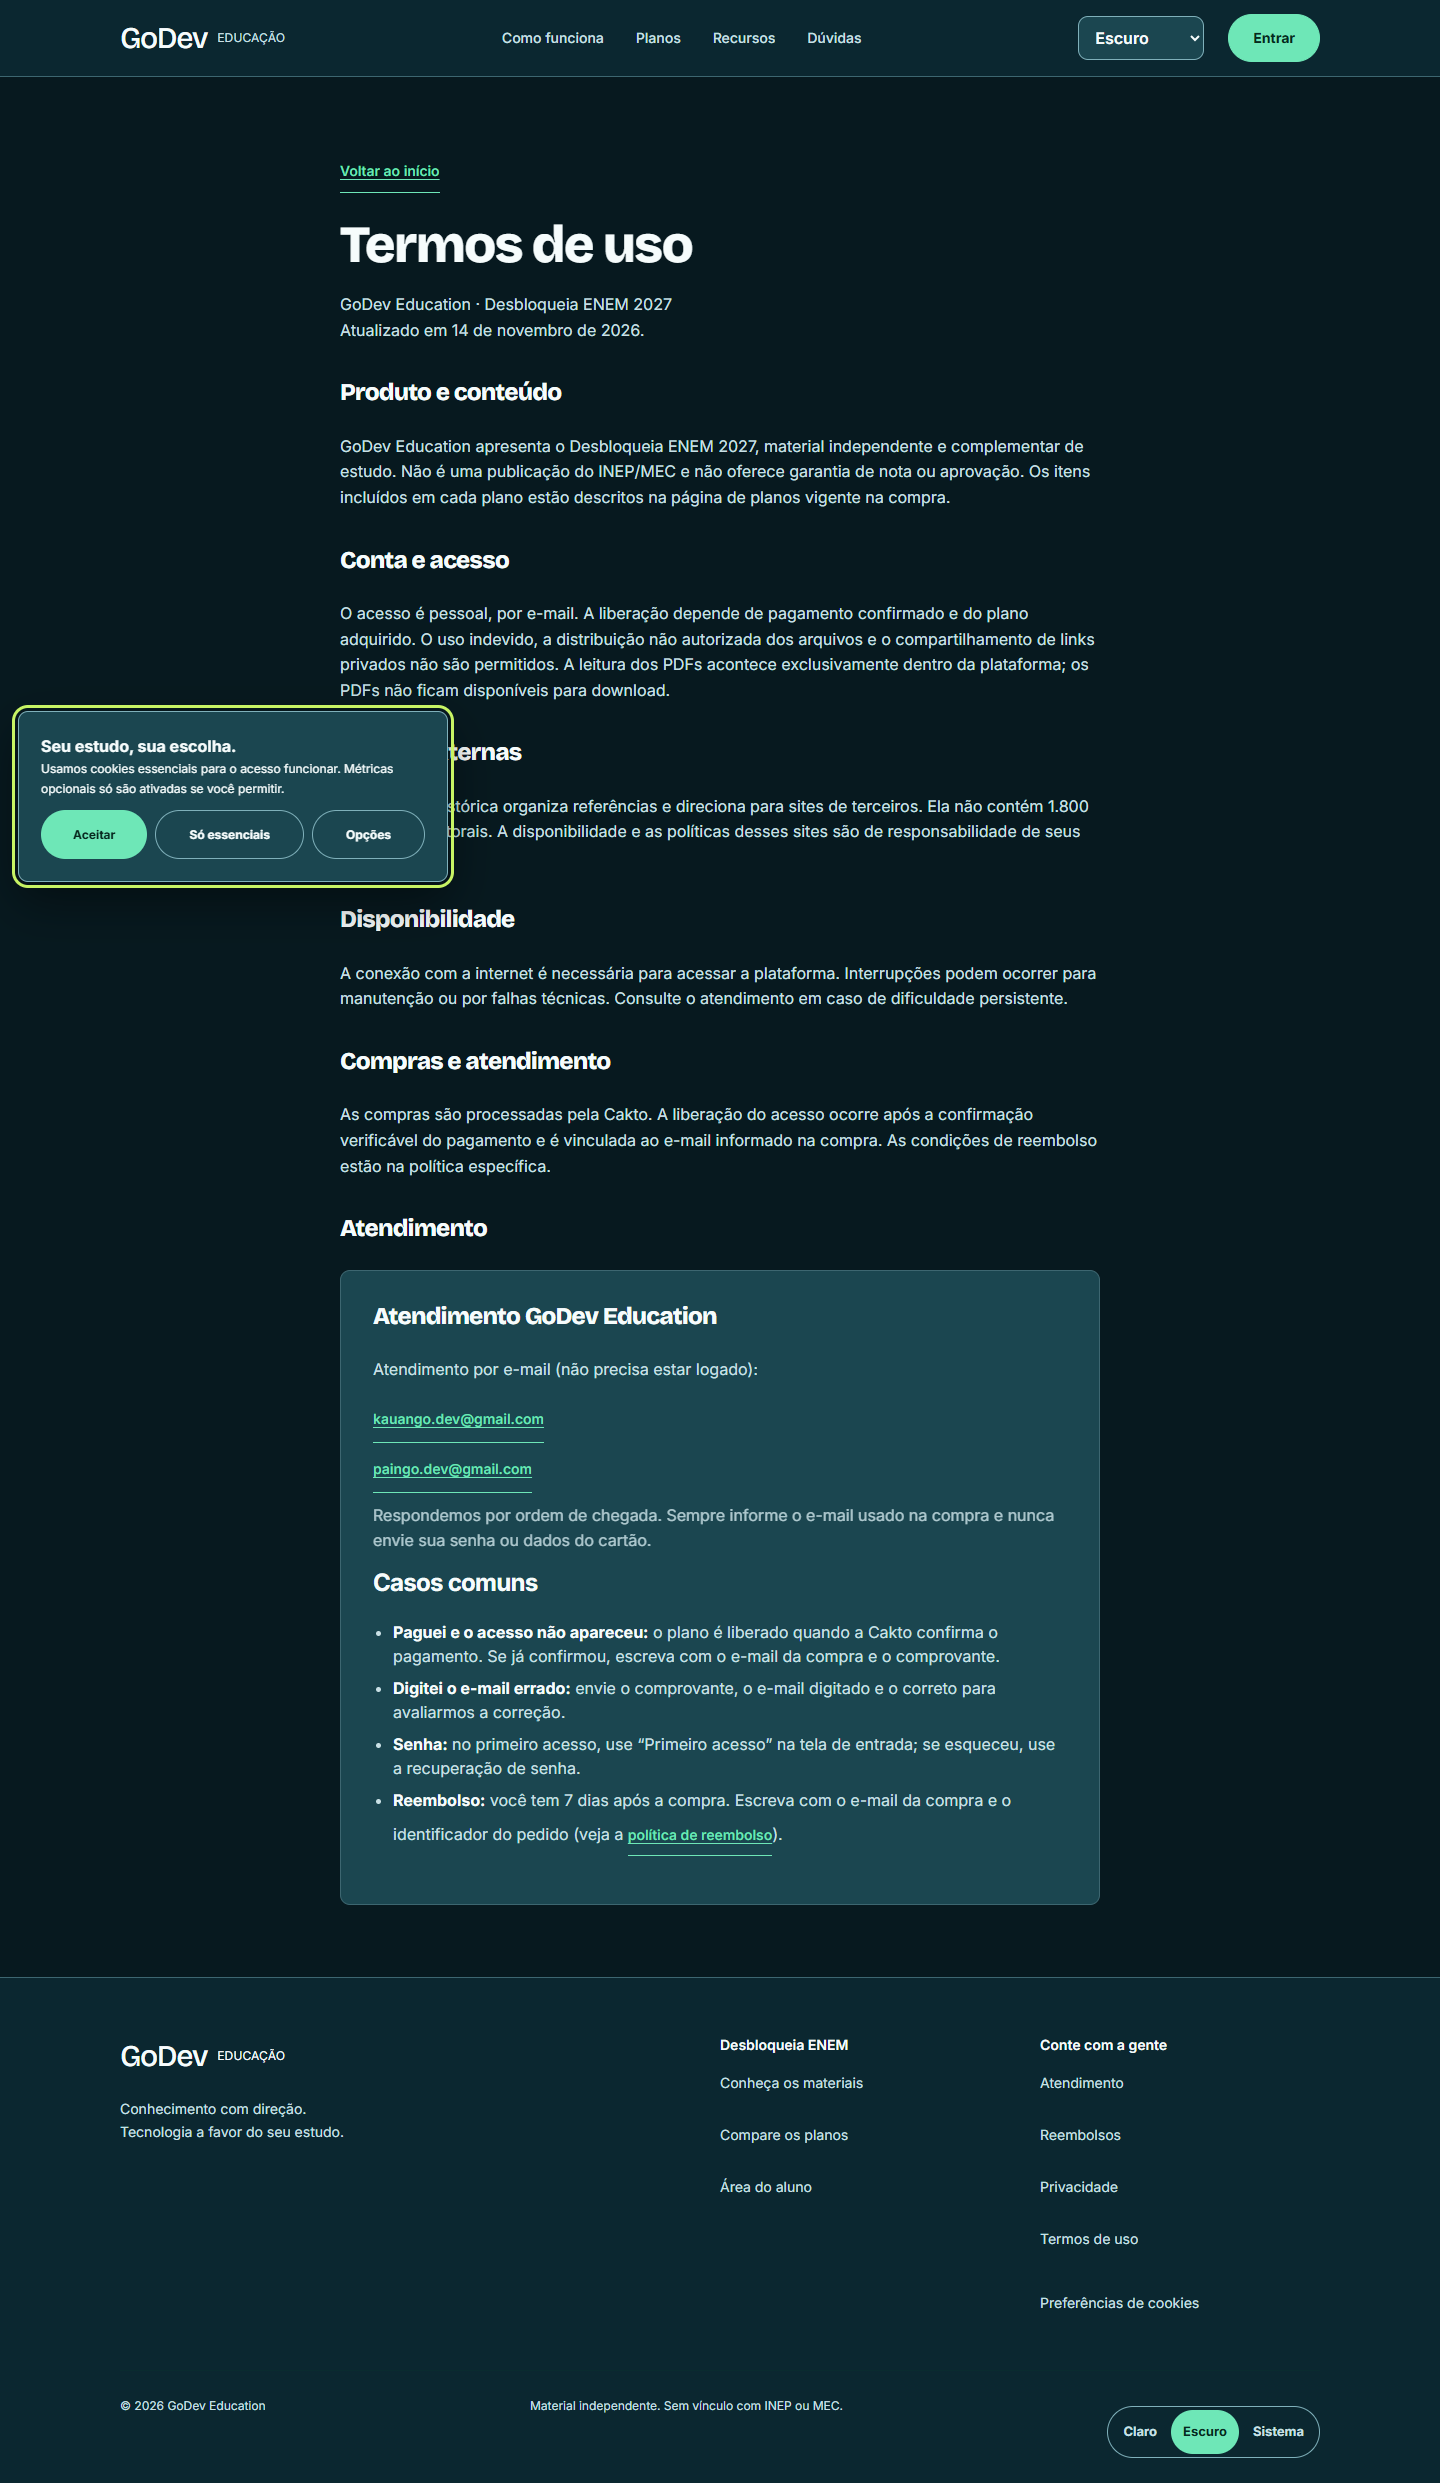 GoDev EDUCAÇÃO
Como funciona
Planos
Recursos
Dúvidas
Escuro
Entrar
Voltar ao início
Termos de uso
GoDev Education · Desbloqueia ENEM 2027
Atualizado em 14 de novembro de 2026.
Produto e conteúdo
GoDev Education apresenta o Desbloqueia ENEM 2027, material independente e complementar de
estudo. Não é uma publicação do INEP/MEC e não oferece garantia de nota ou aprovação. Os itens
incluídos em cada plano estão descritos na página de planos vigente na compra.
Conta e acesso
O acesso é pessoal, por e-mail. A liberação depende de pagamento confirmado e do plano
adquirido. O uso indevido, a distribuição não autorizada dos arquivos e o compartilhamento de links
privados não são permitidos. A leitura dos PDFs acontece exclusivamente dentro da plataforma; os
PDFs não ficam disponíveis para download.
Seu estudo, sua escolha.
Usamos cookies essenciais para o acesso funcionar. Métricas
opcionais só são ativadas se você permitir.
Aceitar
Só essenciais
Opções
organiza referências e direciona para sites de terceiros. Ela não contém 1.800
A disponibilidade e as políticas desses sites são de responsabilidade de seus
Disponibilidade
A conexão com a internet é necessária para acessar a plataforma. Interrupções podem ocorrer para
manutenção ou por falhas técnicas. Consulte o atendimento em caso de dificuldade persistente.
Compras e atendimento
As compras são processadas pela Cakto. A liberação do acesso ocorre após a confirmação
verificável do pagamento e é vinculada ao e-mail informado na compra. As condições de reembolso
estão na política específica.
Atendimento
Atendimento GoDev Education
Atendimento por e-mail (não precisa estar logado):
kauango.dev@gmail.com
paingo.dev@gmail.com
Respondemos por ordem de chegada. Sempre informe o e-mail usado na compra e nunca
envie sua senha ou dados do cartão.
Casos comuns
• Paguei e o acesso não apareceu: o plano é liberado quando a Cakto confirma o
pagamento. Se já confirmou, escreva com o e-mail da compra e o comprovante.
• Digitei o e-mail errado: envie o comprovante, o e-mail digitado e o correto para
avaliarmos a correção.
• Senha: no primeiro acesso, use “Primeiro acesso” na tela de entrada; se esqueceu, use
a recuperação de senha.
• Reembolso: você tem 7 dias após a compra. Escreva com o e-mail da compra e o
identificador do pedido (veja a política de reembolso).
GoDev EDUCAÇÃO
Conhecimento com direção.
Tecnologia a favor do seu estudo.
Desbloqueia ENEM
Conheça os materiais
Compare os planos
Área do aluno
Conte com a gente
Atendimento
Reembolsos
Privacidade
Termos de uso
Preferências de cookies
© 2026 GoDev Education
Material independente. Sem vínculo com INEP ou MEC.
Claro
Escuro
Sistema